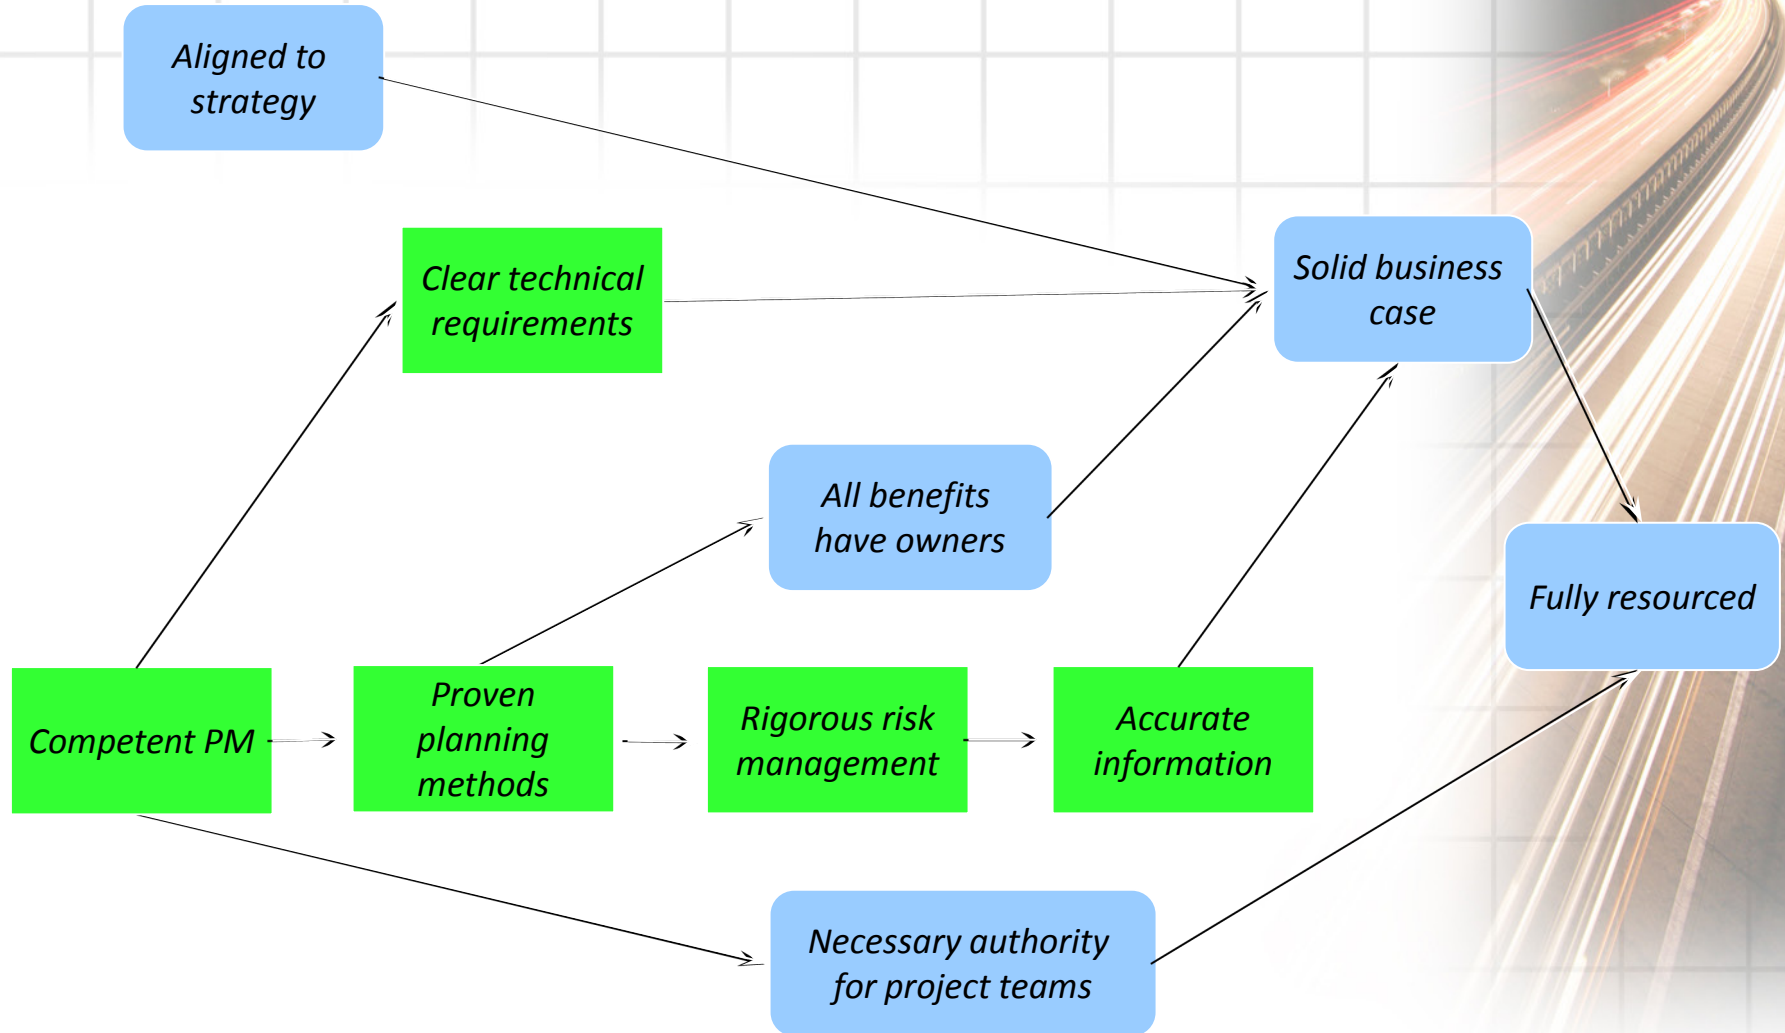 Aligned to
strategy
Clear technical
requirements
Solid business
case
All benefits
have owners
Fully resourced
Competent PM
Proven
planning
methods
Rigorous risk
management
Accurate
information
Necessary authority
for project teams